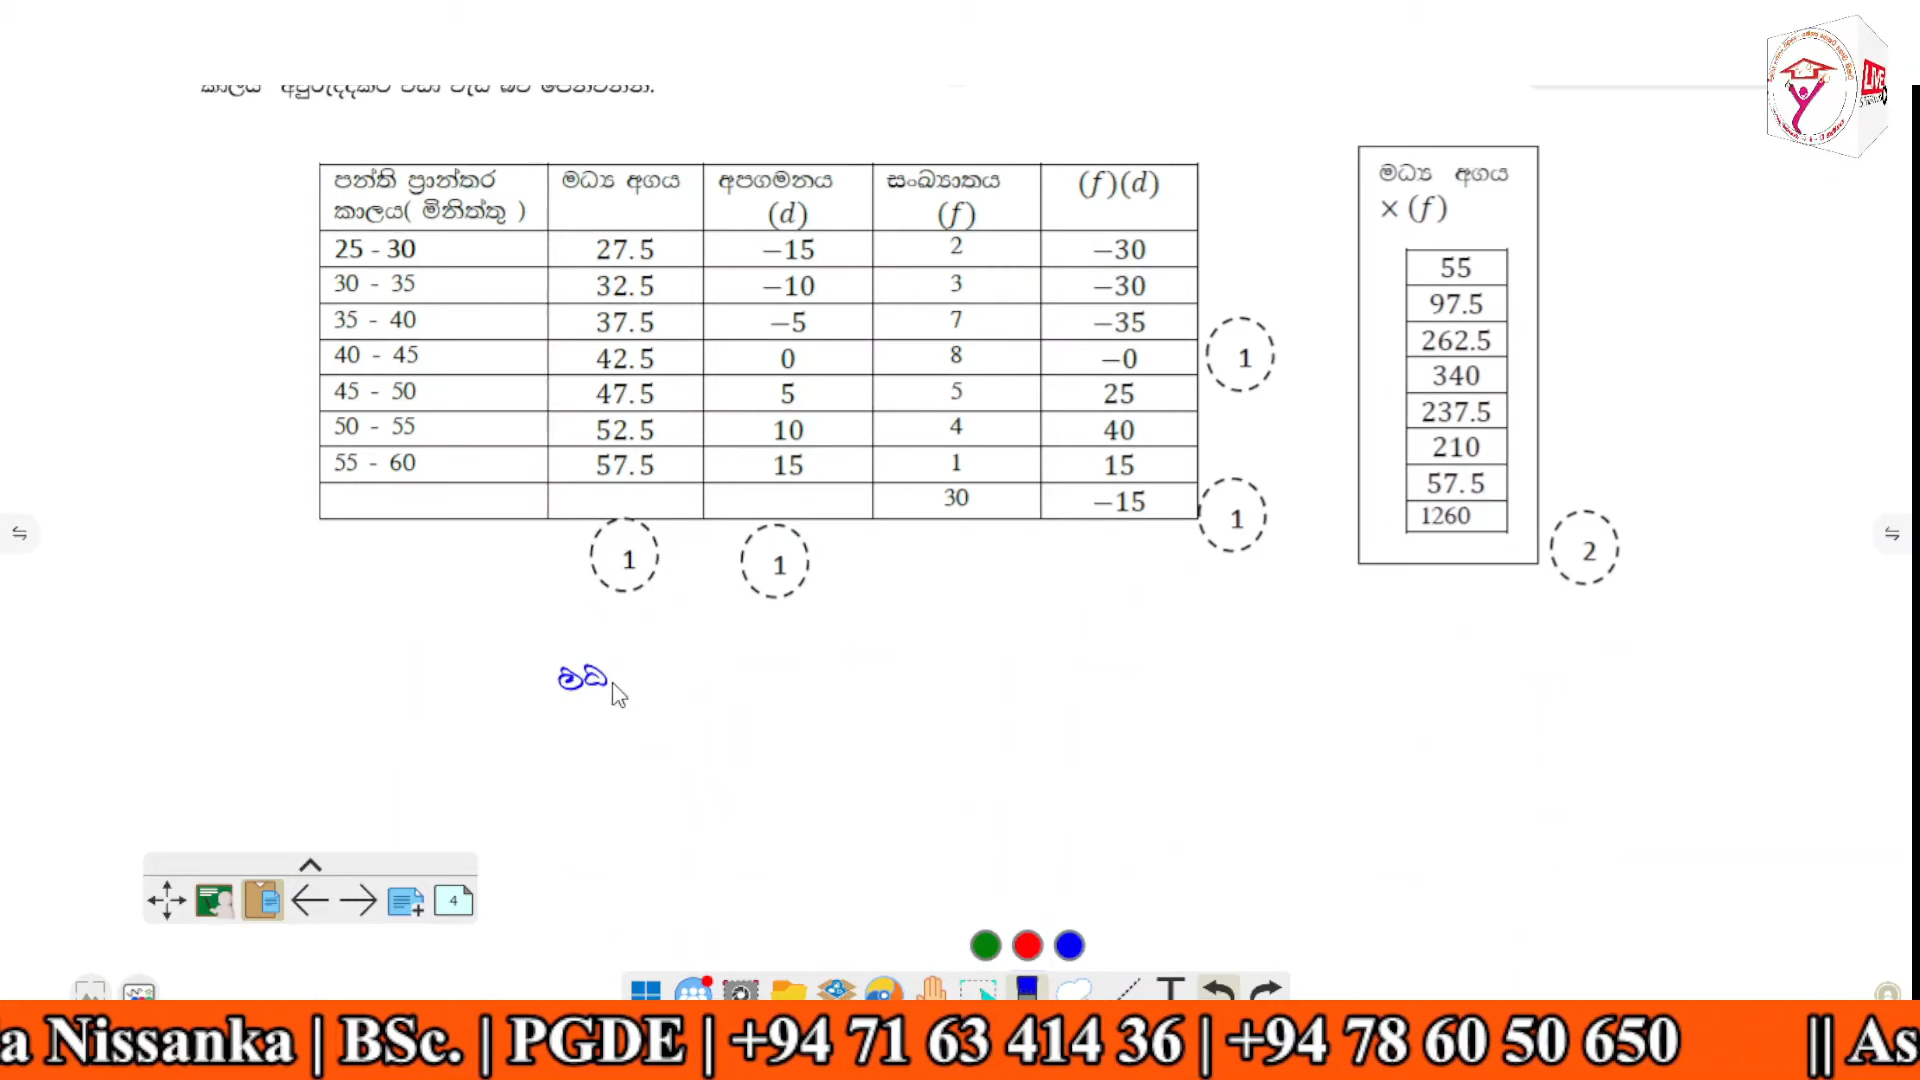 පන්ති ප්‍රාන්තර
කාලය( මිනිත්තු )
මධ්‍ය අගය
අපගමනය
(d)
සංඛ්‍යාතය
(f)
(f)(d)
25 - 30 27.5 −15 2 −30
30 - 35 32.5 −10 3 −30
35 - 40 37.5 −5 7 −35
40 - 45 42.5 0 8 −0
45 - 50 47.5 5 5 25
50 - 55 52.5 10 4 40
55 - 60 57.5 15 1 15
30 −15
1
1
1
1
මධ්‍ය අගය
× (f)
55
97.5
262.5
340
237.5
210
57.5
1260
2
මධ
4
LIVE
a Nissanka | BSc. | PGDE | +94 71 63 414 36 | +94 78 60 50 650 || As